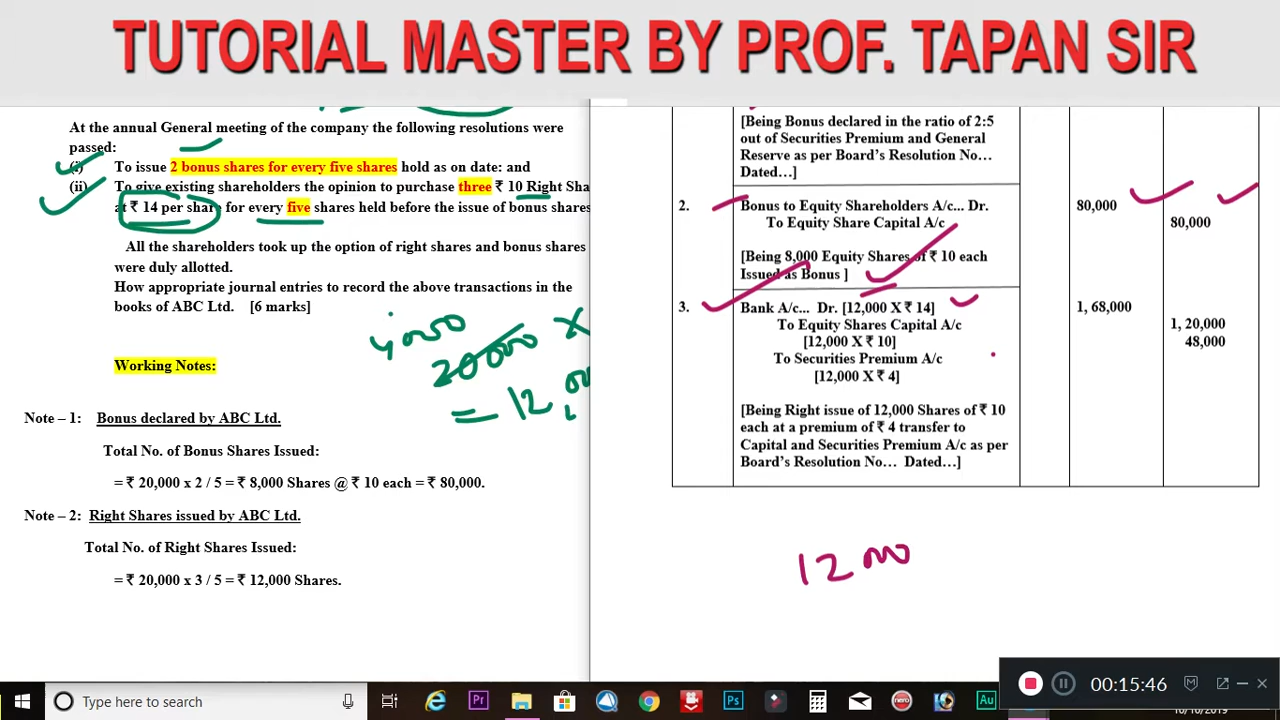 TUTORIAL MASTER BY PROF. TAPAN SIR
At the annual General meeting of the company the following resolutions were
passed:
(i) To issue 2 bonus shares for every five shares hold as on date: and
(ii) To give existing shareholders the opinion to purchase three ₹ 10 Right Sha
at ₹ 14 per share for every five shares held before the issue of bonus shares
All the shareholders took up the option of right shares and bonus shares
were duly allotted.
How appropriate journal entries to record the above transactions in the
books of ABC Ltd. [6 marks]
20000 X
= 12,
Working Notes:
Note – 1: Bonus declared by ABC Ltd.
Total No. of Bonus Shares Issued:
= ₹ 20,000 x 2 / 5 = ₹ 8,000 Shares @ ₹ 10 each = ₹ 80,000.
Note – 2: Right Shares issued by ABC Ltd.
Total No. of Right Shares Issued:
= ₹ 20,000 x 3 / 5 = ₹ 12,000 Shares.
[Being Bonus declared in the ratio of 2:5
out of Securities Premium and General
Reserve as per Board's Resolution No…
Dated…]
2. Bonus to Equity Shareholders A/c... Dr. 80,000
To Equity Share Capital A/c 80,000
[Being 8,000 Equity Shares of ₹ 10 each
Issued as Bonus ]
3. Bank A/c... Dr. [12,000 X ₹ 14] 1, 68,000
To Equity Shares Capital A/c 1, 20,000
[12,000 X ₹ 10] 48,000
To Securities Premium A/c
[12,000 X ₹ 4]
[Being Right issue of 12,000 Shares of ₹ 10
each at a premium of ₹ 4 transfer to
Capital and Securities Premium A/c as per
Board's Resolution No… Dated…]
12000
Type here to search
Pr
Ps
nero
Au
00:15:46